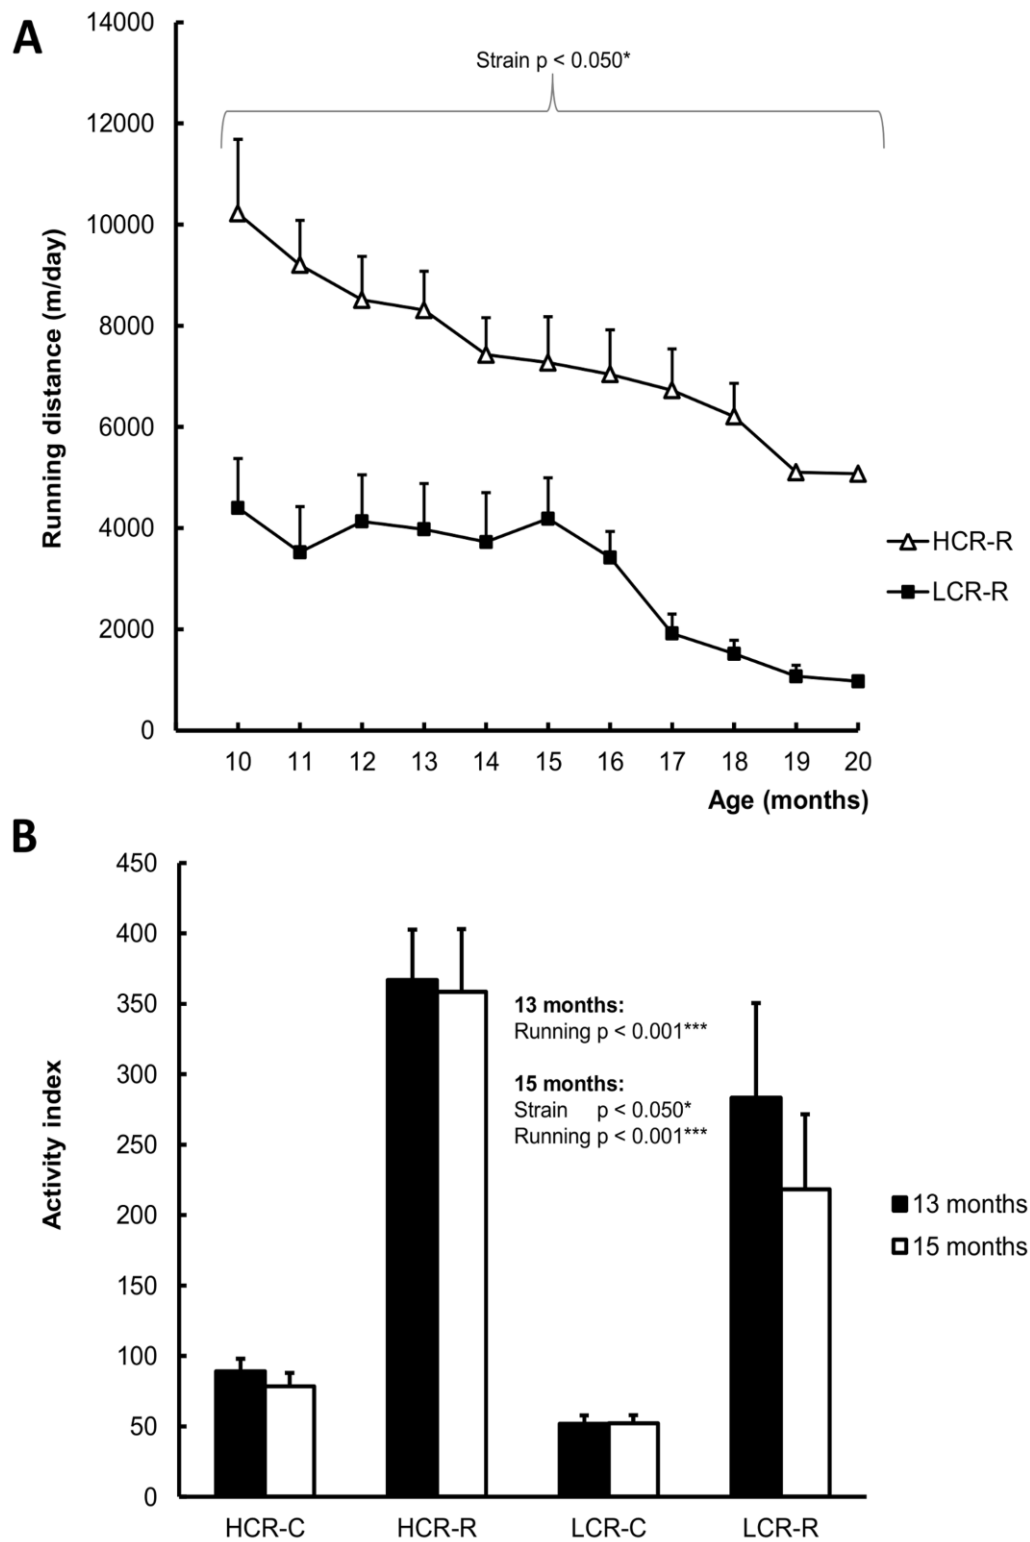 A
14000
12000
10000
8000
6000
4000
2000
0
Running distance (m/day)
Strain p < 0.050*
HCR-R
LCR-R
10 11 12 13 14 15 16 17 18 19 20
Age (months)
B
450
400
350
300
250
200
150
100
50
0
Activity index
13 months:
Running p < 0.001***
15 months:
Strain p < 0.050*
Running p < 0.001***
13 months
15 months
HCR-C HCR-R LCR-C LCR-R